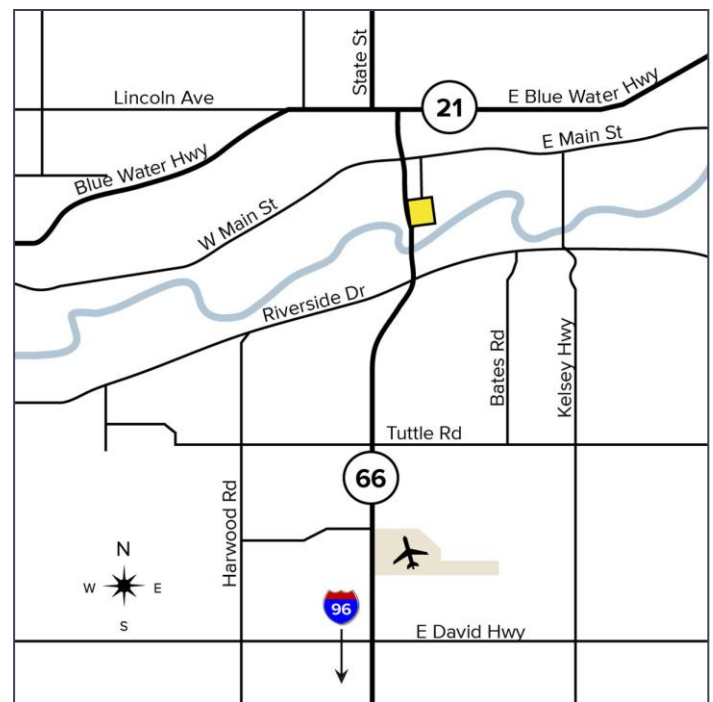 State St
Lincoln Ave
21
E Blue Water Hwy
E Main St
Blue Water Hwy
W Main St
Riverside Dr
Bates Rd
Kelsey Hwy
Tuttle Rd
66
Harwood Rd
N
W E
S
96
E David Hwy